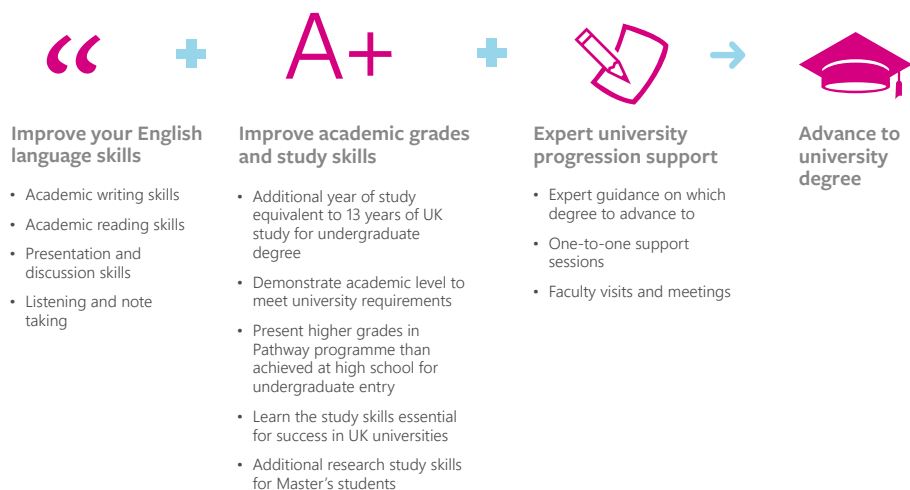 “
A+
Improve your English
language skills
• Academic writing skills
• Academic reading skills
• Presentation and
discussion skills
• Listening and note
taking
Improve academic grades
and study skills
• Additional year of study
equivalent to 13 years of UK
study for undergraduate
degree
• Demonstrate academic level to
meet university requirements
• Present higher grades in
Pathway programme than
achieved at high school for
undergraduate entry
• Learn the study skills essential
for success in UK universities
• Additional research study skills
for Master’s students
Expert university
progression support
• Expert guidance on which
degree to advance to
• One-to-one support
sessions
• Faculty visits and meetings
Advance to
university
degree